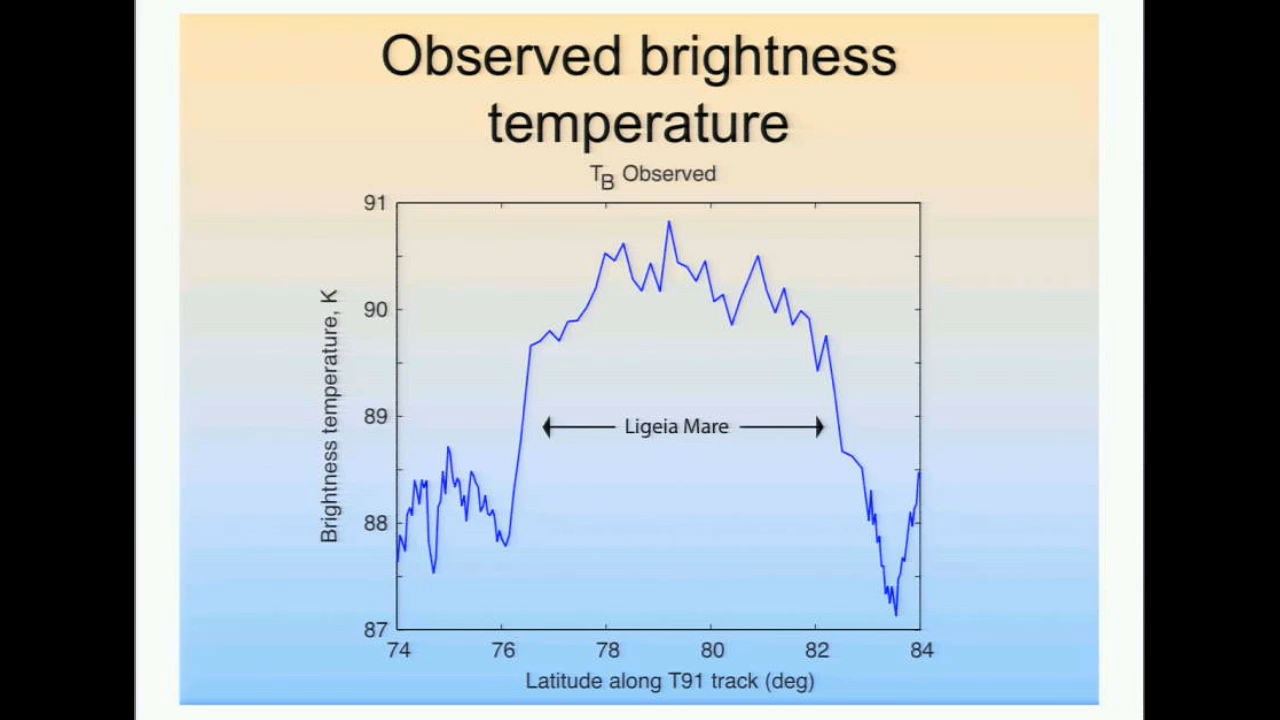 Observed brightness
temperature
TB Observed
91
90
89
88
87
Brightness temperature, K
Ligeia Mare
74 76 78 80 82 84
Latitude along T91 track (deg)